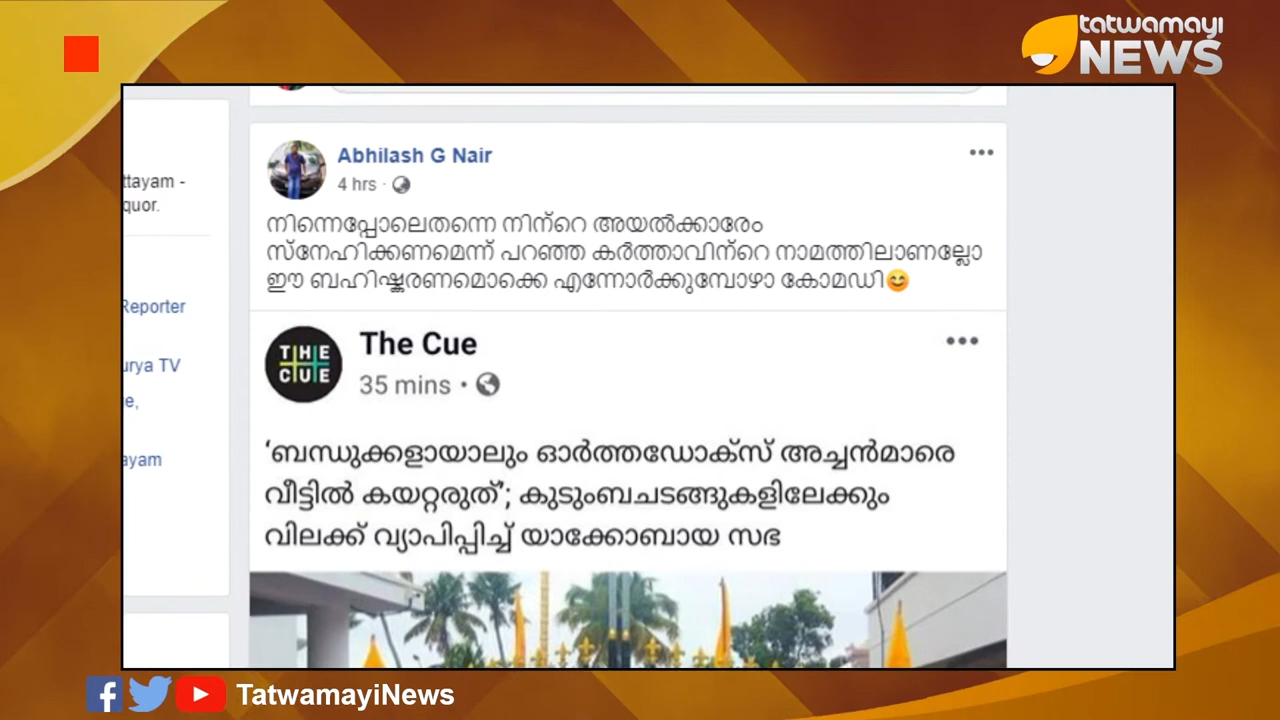 tatwamayi
NEWS
ttayam -
quor.
Reporter
urya TV
e,
ayam
Abhilash G Nair
4 hrs ·
നിന്നെപ്പോലെതന്നെ നിന്റെ അയൽക്കാരേം
സ്നേഹിക്കണമെന്ന് പറഞ്ഞ കർത്താവിന്റെ നാമത്തിലാണല്ലോ
ഈ ബഹിഷ്കരണമൊക്കെ എന്നോർക്കുമ്പോഴാ കോമഡി😊
THE
CUE
The Cue
35 mins ·
‘ബന്ധുക്കളായാലും ഓർത്തഡോക്സ് അച്ചൻമാരെ
വീട്ടിൽ കയറ്റരുത്’; കുടുംബചടങ്ങുകളിലേക്കും
വിലക്ക് വ്യാപിപ്പിച്ച് യാക്കോബായ സഭ
TatwamayiNews